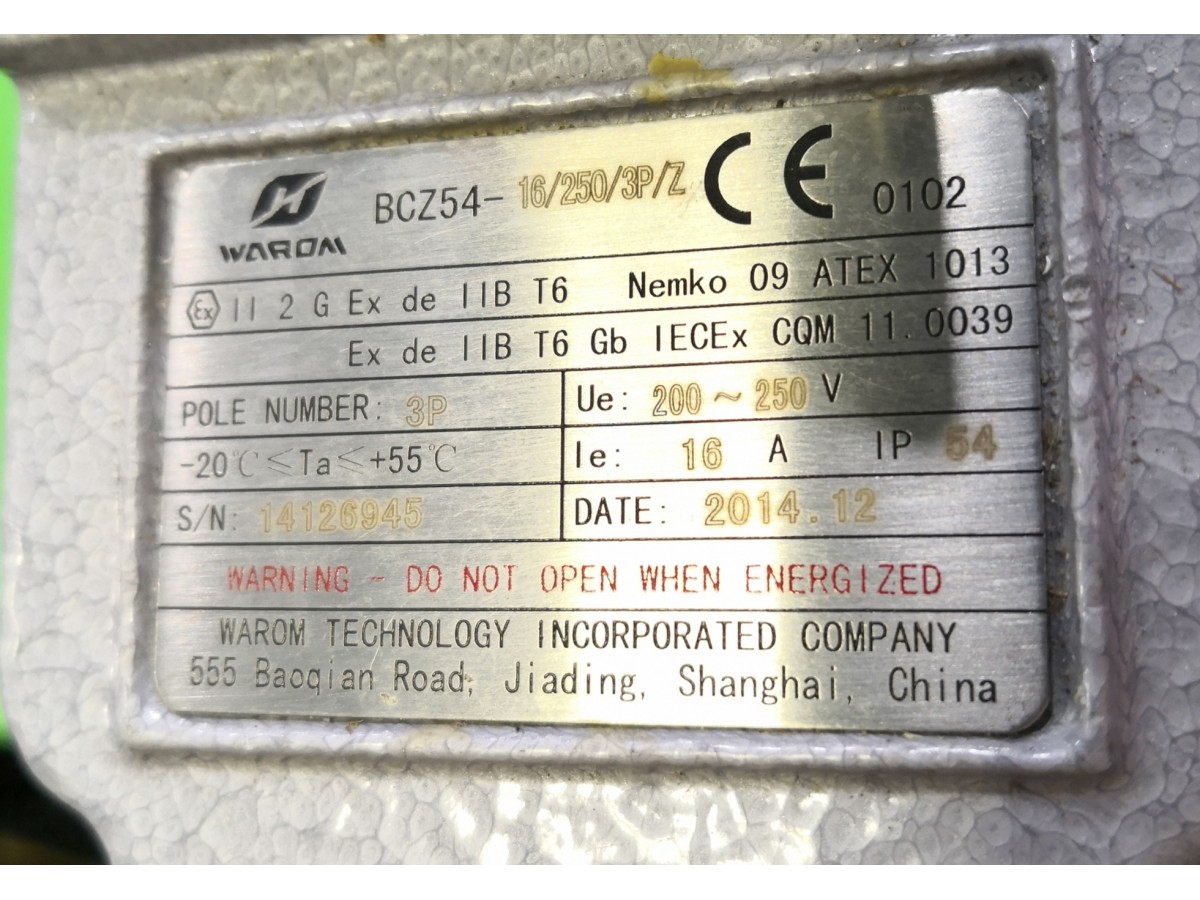 WAROM BCZ54-16/250/3P/Z CE 0102
Ex II 2 G Ex de IIB T6 Nemko 09 ATEX 1013
Ex de IIB T6 Gb IECEx CQM 11.0039
POLE NUMBER: 3P Ue: 200~250 V
-20℃≤Ta≤+55℃ Ie: 16 A IP 54
S/N: 14126945 DATE: 2014.12
WARNING - DO NOT OPEN WHEN ENERGIZED
WAROM TECHNOLOGY INCORPORATED COMPANY
555 Baoqian Road, Jiading, Shanghai, China